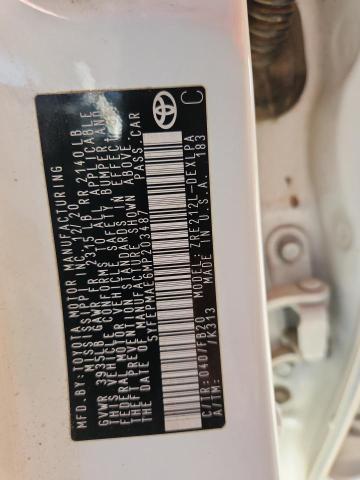 MFD. BY: TOYOTA MOTOR MANUFACTURING
MISSISSIPPI, INC. 12/20
GVWR 3935LB GAWR FR 2315 LB RR 2140LB
THIS VEHICLE CONFORMS TO ALL APPLICABLE
FEDERAL MOTOR VEHICLE SAFETY, BUMPER AND
THEFT PREVENTION STANDARDS IN EFFECT ON
THE DATE OF MANUFACTURE SHOWN ABOVE.
5YFEPMAE6MP203487 PASS. CAR
C/TR: 040/FB20 MODEL: ZRE212L-DEXLPA
A/TM: /K313 MADE IN U.S.A. 183
C